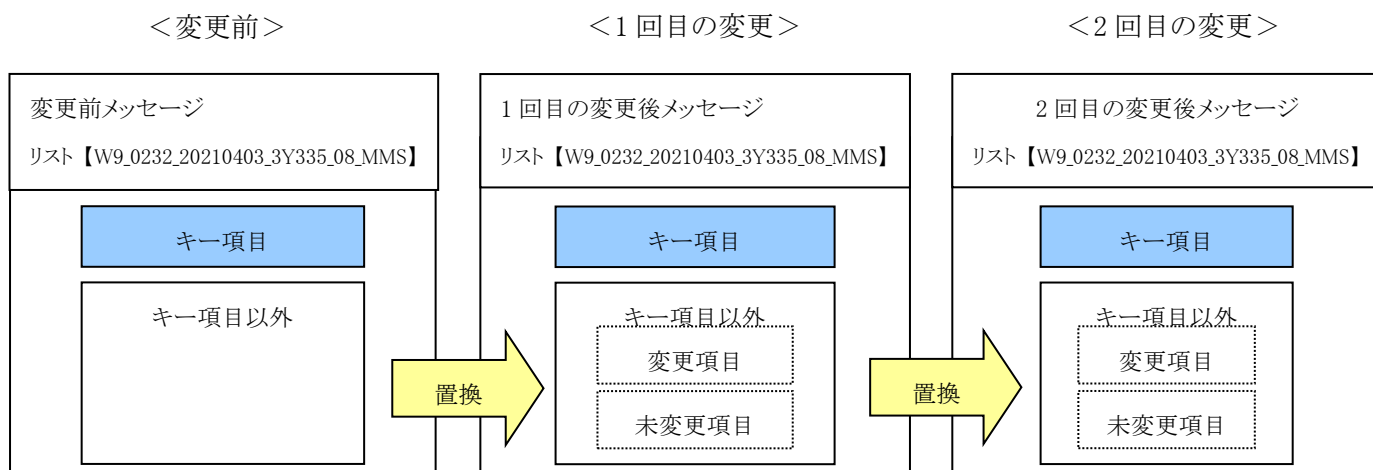 ＜変更前＞
＜1 回目の変更＞
＜2 回目の変更＞
変更前メッセージ
リスト【W9_0232_20210403_3Y335_08_MMS】
1 回目の変更後メッセージ
リスト【W9_0232_20210403_3Y335_08_MMS】
2 回目の変更後メッセージ
リスト【W9_0232_20210403_3Y335_08_MMS】
キー項目
キー項目
キー項目
キー項目以外
キー項目以外
キー項目以外
変更項目
変更項目
置換
置換
未変更項目
未変更項目